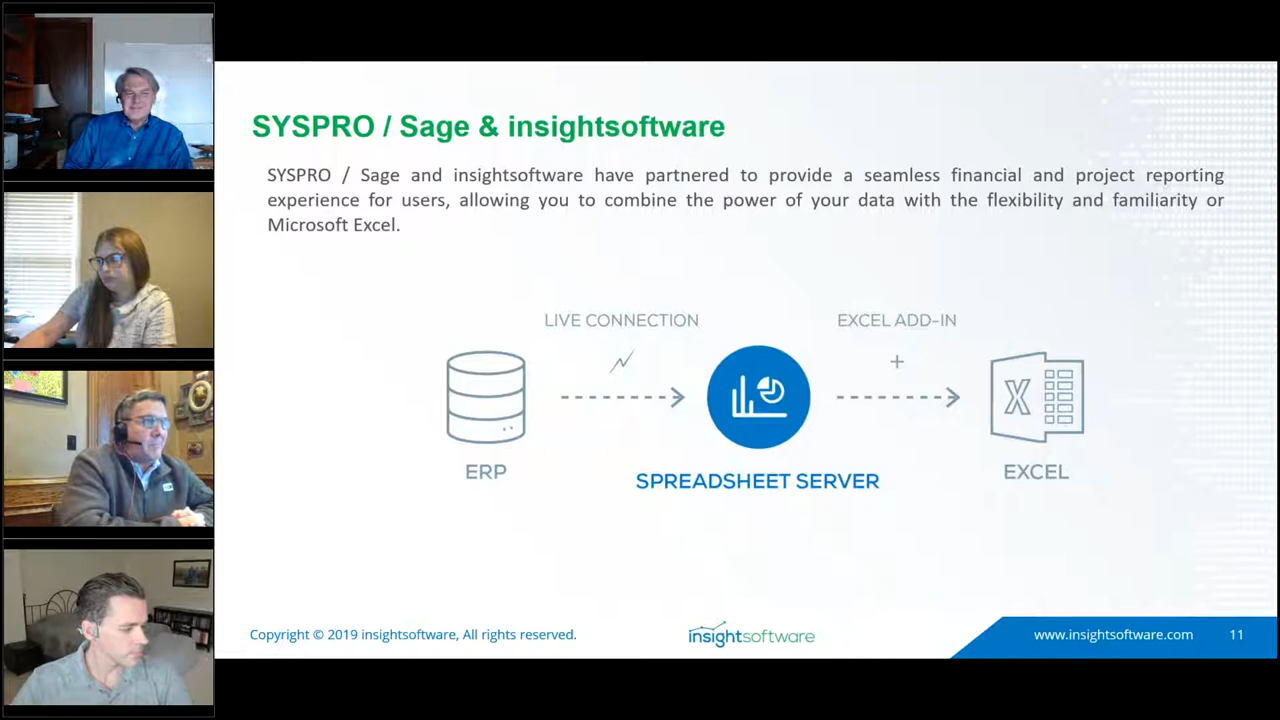 SYSPRO / Sage & insightsoftware
SYSPRO / Sage and insightsoftware have partnered to provide a seamless financial and project reporting
experience for users, allowing you to combine the power of your data with the flexibility and familiarity or
Microsoft Excel.
LIVE CONNECTION
EXCEL ADD-IN
+
X
ERP
SPREADSHEET SERVER
EXCEL
Copyright © 2019 insightsoftware, All rights reserved.
insightsoftware
www.insightsoftware.com
11